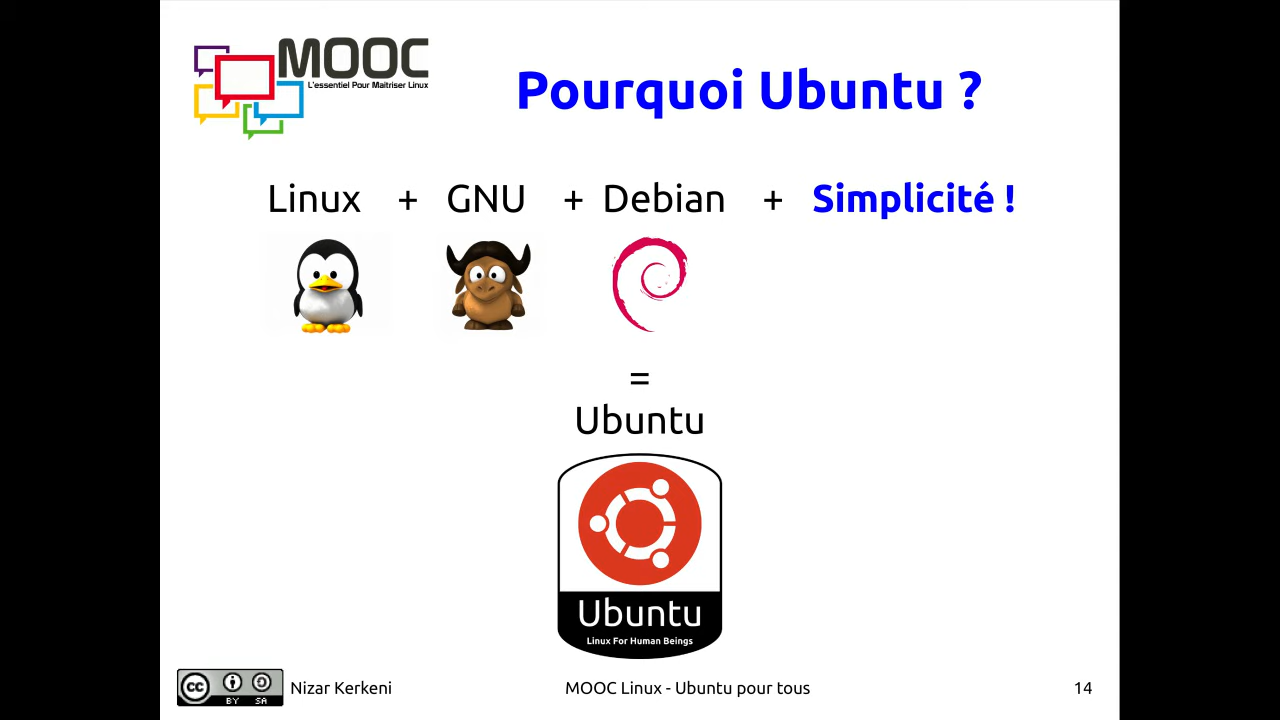 MOOC
L'essentiel Pour Maitriser Linux
Pourquoi Ubuntu ?
Linux + GNU + Debian + Simplicité !
=
Ubuntu
Ubuntu
Linux For Human Beings
cc BY SA
Nizar Kerkeni
MOOC Linux - Ubuntu pour tous
14